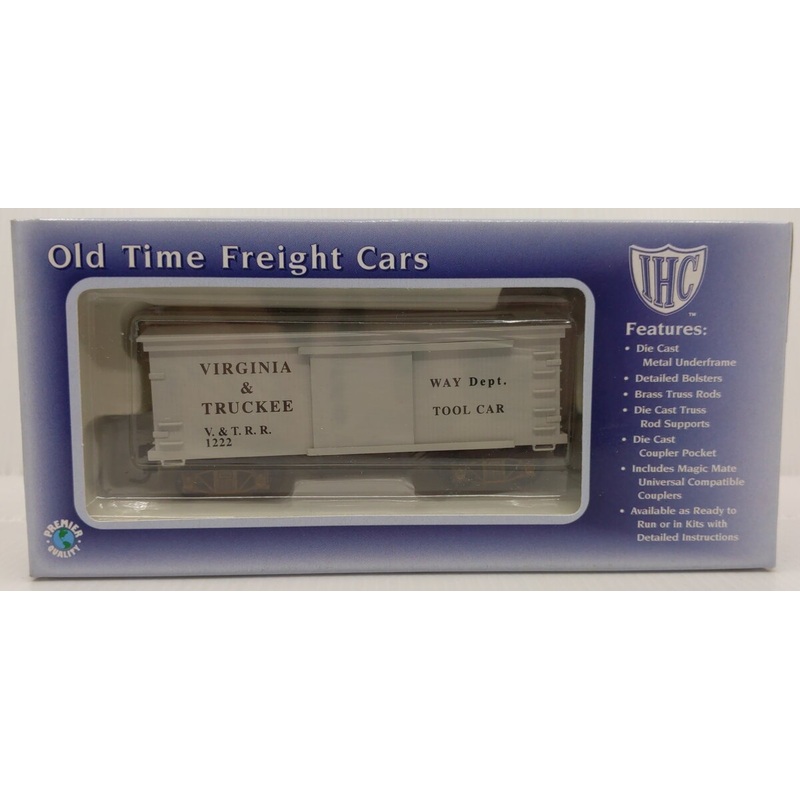 Old Time Freight Cars
IHC
™
Features:
• Die Cast
Metal Underframe
• Detailed Bolsters
• Brass Truss Rods
• Die Cast Truss
Rod Supports
• Die Cast
Coupler Pocket
• Includes Magic Mate
Universal Compatible
Couplers
• Available as Ready to
Run or in Kits with
Detailed Instructions
VIRGINIA
&
TRUCKEE
V. & T. R. R.
1222
WAY Dept.
TOOL CAR
PREMIER
• QUALITY •